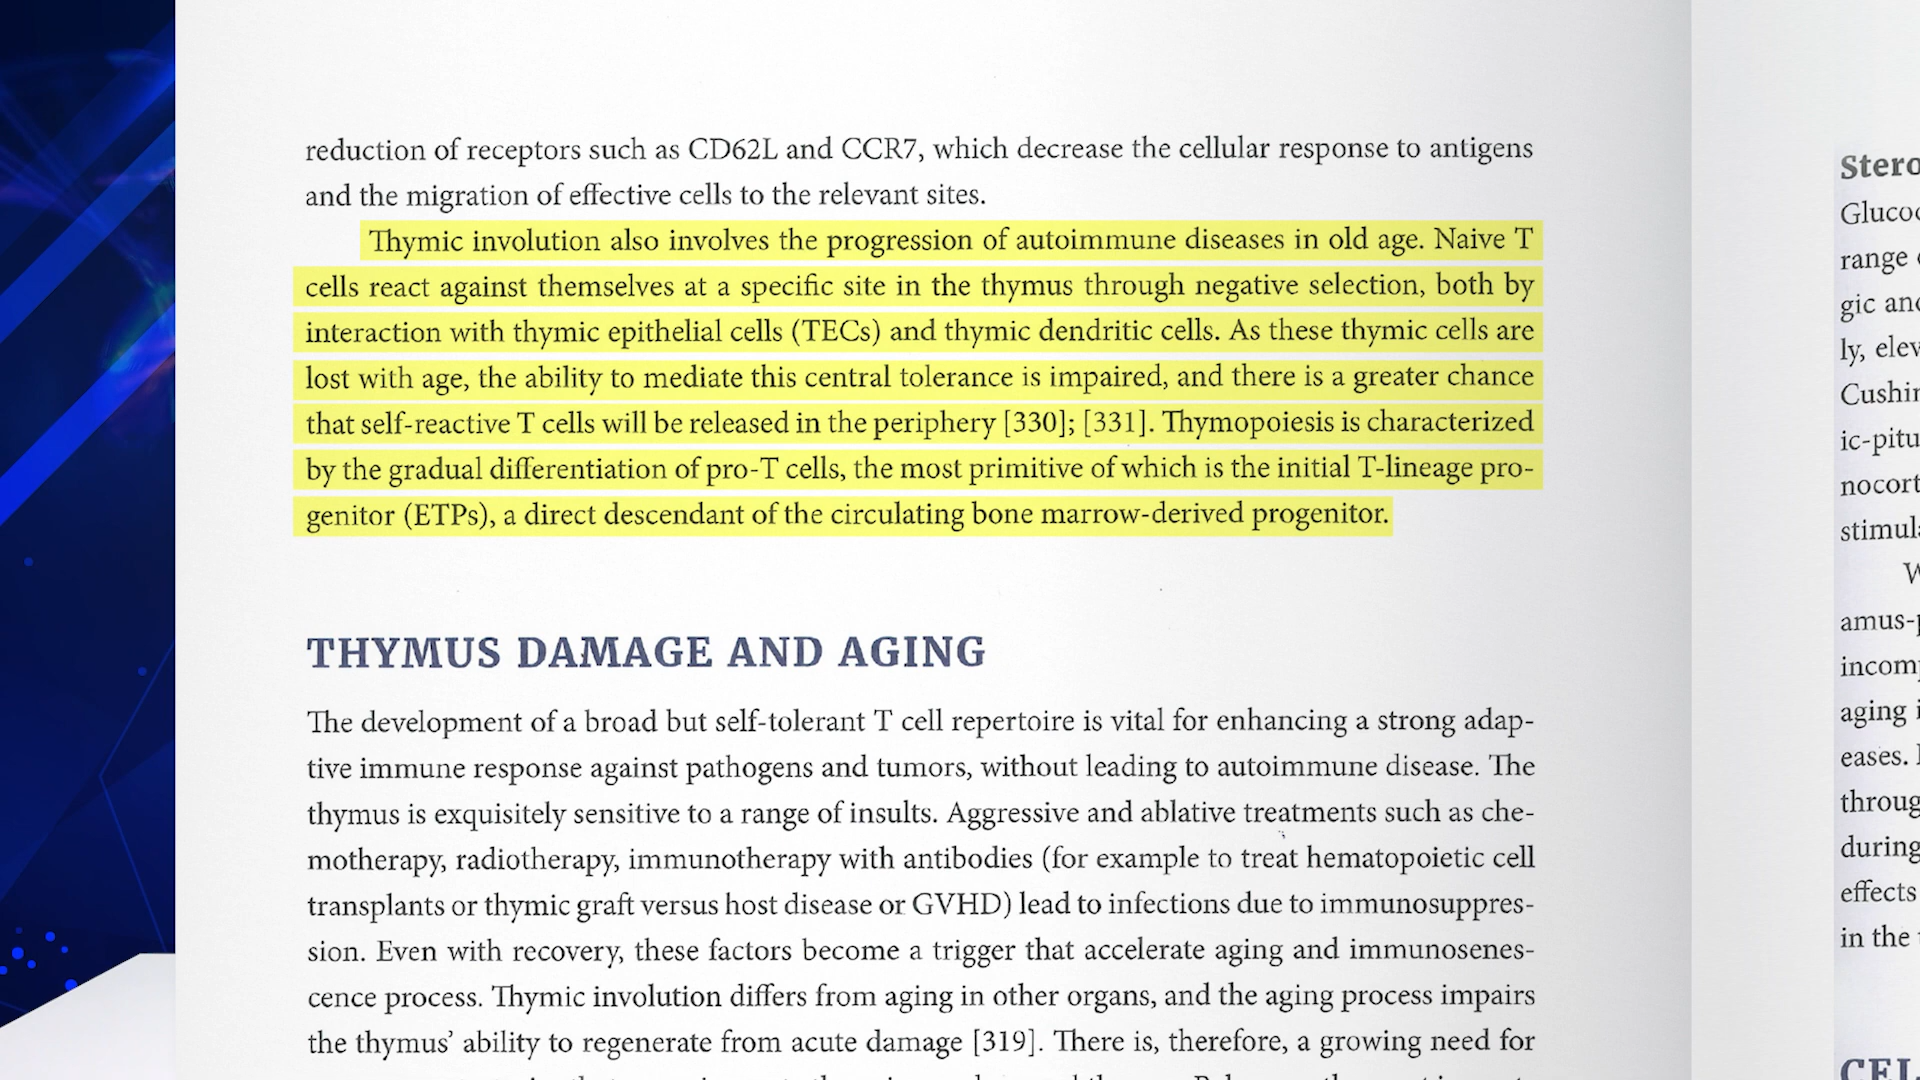 reduction of receptors such as CD62L and CCR7, which decrease the cellular response to antigens
and the migration of effective cells to the relevant sites.
Thymic involution also involves the progression of autoimmune diseases in old age. Naive T
cells react against themselves at a specific site in the thymus through negative selection, both by
interaction with thymic epithelial cells (TECs) and thymic dendritic cells. As these thymic cells are
lost with age, the ability to mediate this central tolerance is impaired, and there is a greater chance
that self-reactive T cells will be released in the periphery [330]; [331]. Thymopoiesis is characterized
by the gradual differentiation of pro-T cells, the most primitive of which is the initial T-lineage pro-
genitor (ETPs), a direct descendant of the circulating bone marrow-derived progenitor.
THYMUS DAMAGE AND AGING
The development of a broad but self-tolerant T cell repertoire is vital for enhancing a strong adap-
tive immune response against pathogens and tumors, without leading to autoimmune disease. The
thymus is exquisitely sensitive to a range of insults. Aggressive and ablative treatments such as che-
motherapy, radiotherapy, immunotherapy with antibodies (for example to treat hematopoietic cell
transplants or thymic graft versus host disease or GVHD) lead to infections due to immunosuppres-
sion. Even with recovery, these factors become a trigger that accelerate aging and immunosenes-
cence process. Thymic involution differs from aging in other organs, and the aging process impairs
the thymus’ ability to regenerate from acute damage [319]. There is, therefore, a growing need for
Stero
Glucoc
range
gic and
ly, elev
Cushin
ic-pitu
nocort
stimula
W
amus-p
incomp
aging i
eases.
throug
during
effects
in the
CEL